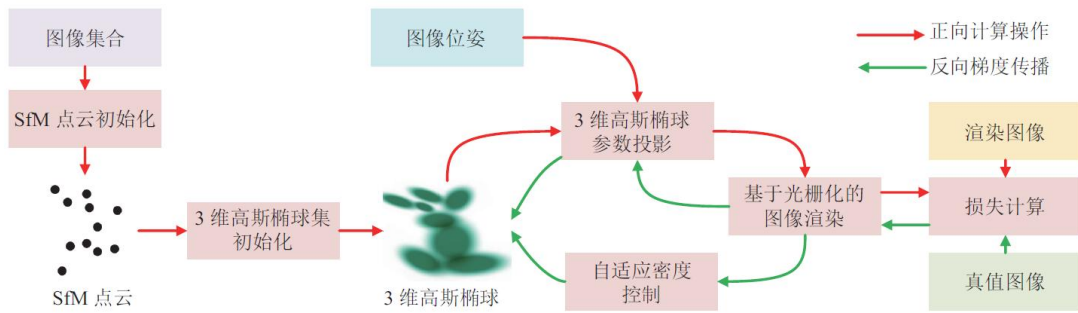 图像集合
图像位姿
正向计算操作
反向梯度传播
SfM 点云初始化
3 维高斯椭球
参数投影
渲染图像
基于光栅化的
图像渲染
损失计算
3 维高斯椭球集
初始化
自适应密度
控制
真值图像
SfM 点云
3 维高斯椭球